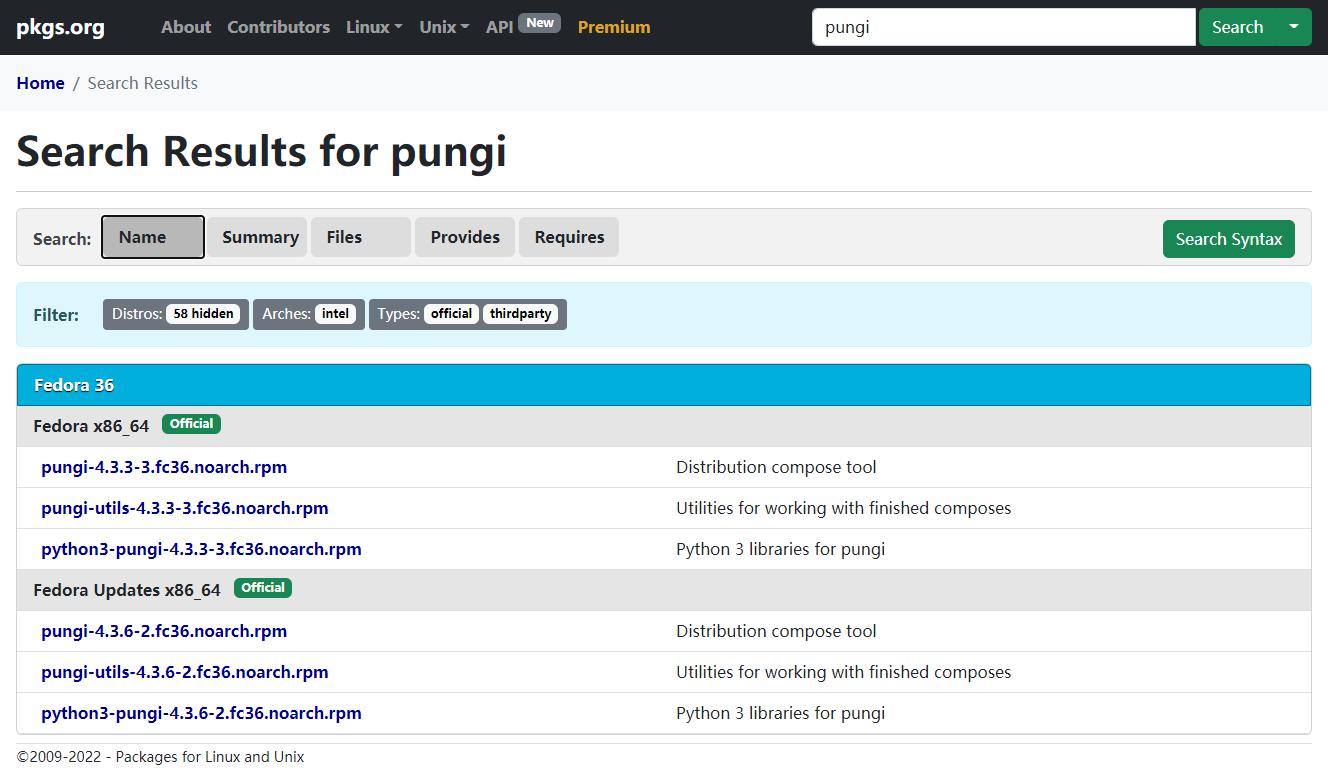 pkgs.org About Contributors Linux Unix API New Premium pungi Search
Home / Search Results
Search Results for pungi
Search: Name Summary Files Provides Requires Search Syntax
Filter: Distros: 58 hidden Arches: intel Types: official thirdparty
Fedora 36
Fedora x86_64 Official
pungi-4.3.3-3.fc36.noarch.rpm Distribution compose tool
pungi-utils-4.3.3-3.fc36.noarch.rpm Utilities for working with finished composes
python3-pungi-4.3.3-3.fc36.noarch.rpm Python 3 libraries for pungi
Fedora Updates x86_64 Official
pungi-4.3.6-2.fc36.noarch.rpm Distribution compose tool
pungi-utils-4.3.6-2.fc36.noarch.rpm Utilities for working with finished composes
python3-pungi-4.3.6-2.fc36.noarch.rpm Python 3 libraries for pungi
©2009-2022 - Packages for Linux and Unix